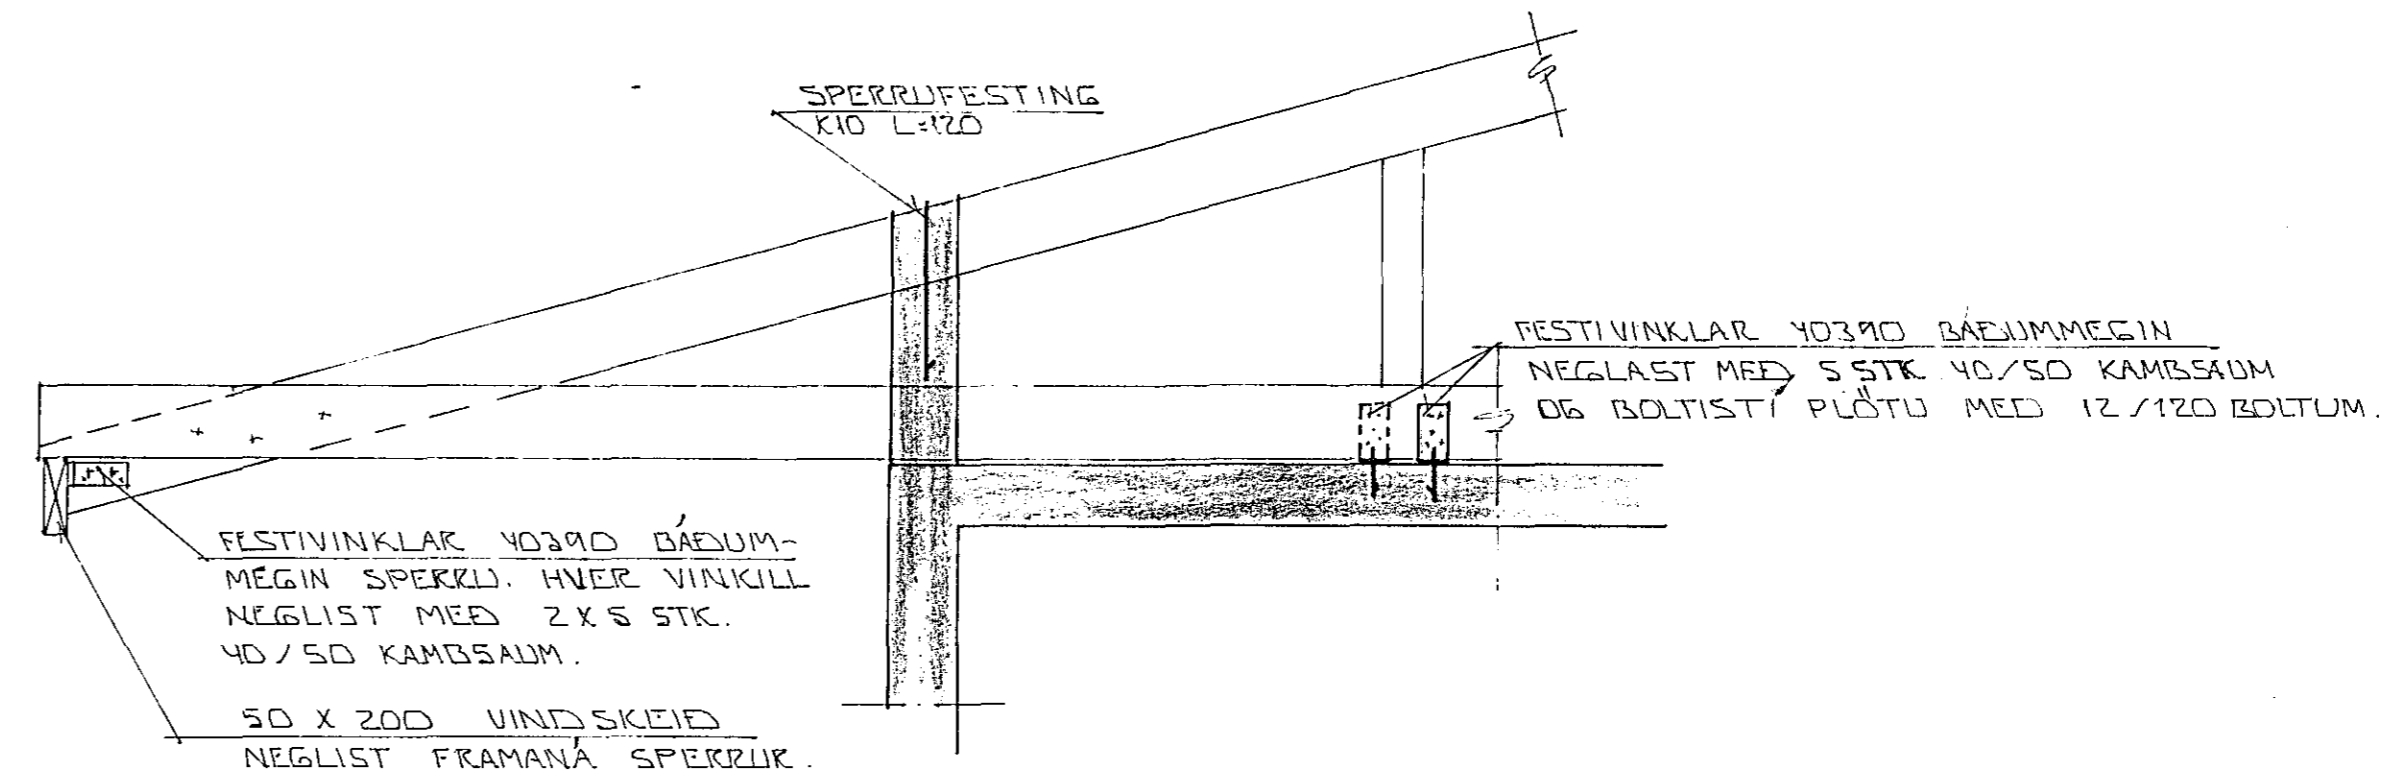 SPERRUFESTING
K10 L=120
FESTIVINKLAR 40390 BÁÐUMMEGIN
NEGLAST MEÐ 5 STK 40/50 KAMBSAUM
OG BOLTIST Í PLÖTU MEÐ 12/120 BOLTUM.
FESTIVINKLAR 40390 BÁÐUM-
MEGIN SPERRU. HVER VINKILL
NEGLIST MEÐ 2 X 5 STK.
40/50 KAMBSAUM.
50 X 200 VINDSKEIÐ
NEGLIST FRAMANÁ SPERRUR.